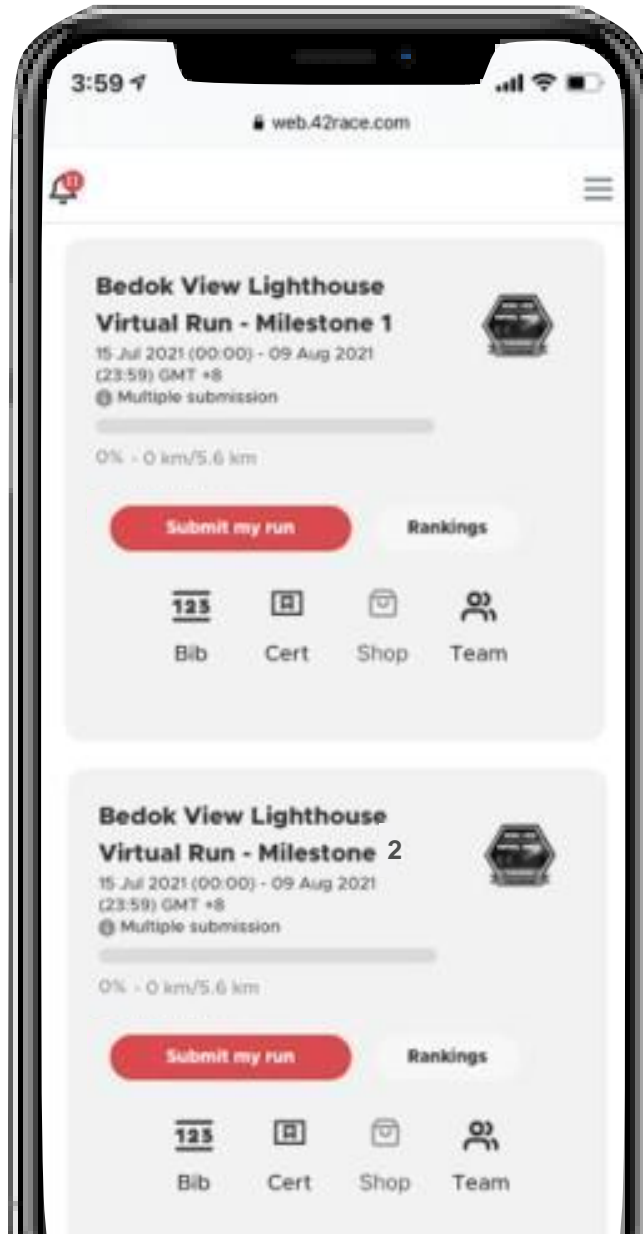 3:59
web.42race.com
11
Bedok View Lighthouse
Virtual Run - Milestone 1
15 Jul 2021 (00:00) - 09 Aug 2021
(23:59) GMT +8
Multiple submission
0% - 0 km/5.6 km
Submit my run Rankings
123
Bib Cert Shop Team
Bedok View Lighthouse
Virtual Run - Milestone 2
15 Jul 2021 (00:00) - 09 Aug 2021
(23:59) GMT +8
Multiple submission
0% - 0 km/5.6 km
Submit my run Rankings
123
Bib Cert Shop Team